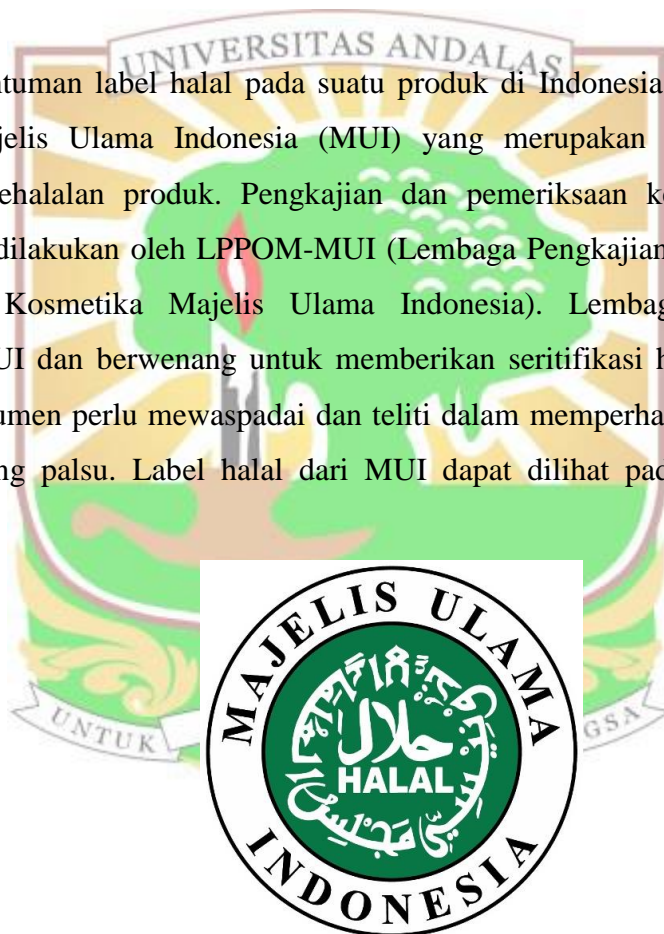 UNIVERSITAS ANDALAS
ntuman label halal pada suatu produk di Indonesia
jelis Ulama Indonesia (MUI) yang merupakan
ehalalan produk. Pengkajian dan pemeriksaan k
dilakukan oleh LPPOM-MUI (Lembaga Pengkajian
Kosmetika Majelis Ulama Indonesia). Lembag
UI dan berwenang untuk memberikan seritifikasi h
umen perlu mewaspadai dan teliti dalam memperha
ng palsu. Label halal dari MUI dapat dilihat pad
UNTUK
GSA
MAJELIS ULAMA
حلال
HALAL
INDONESIA